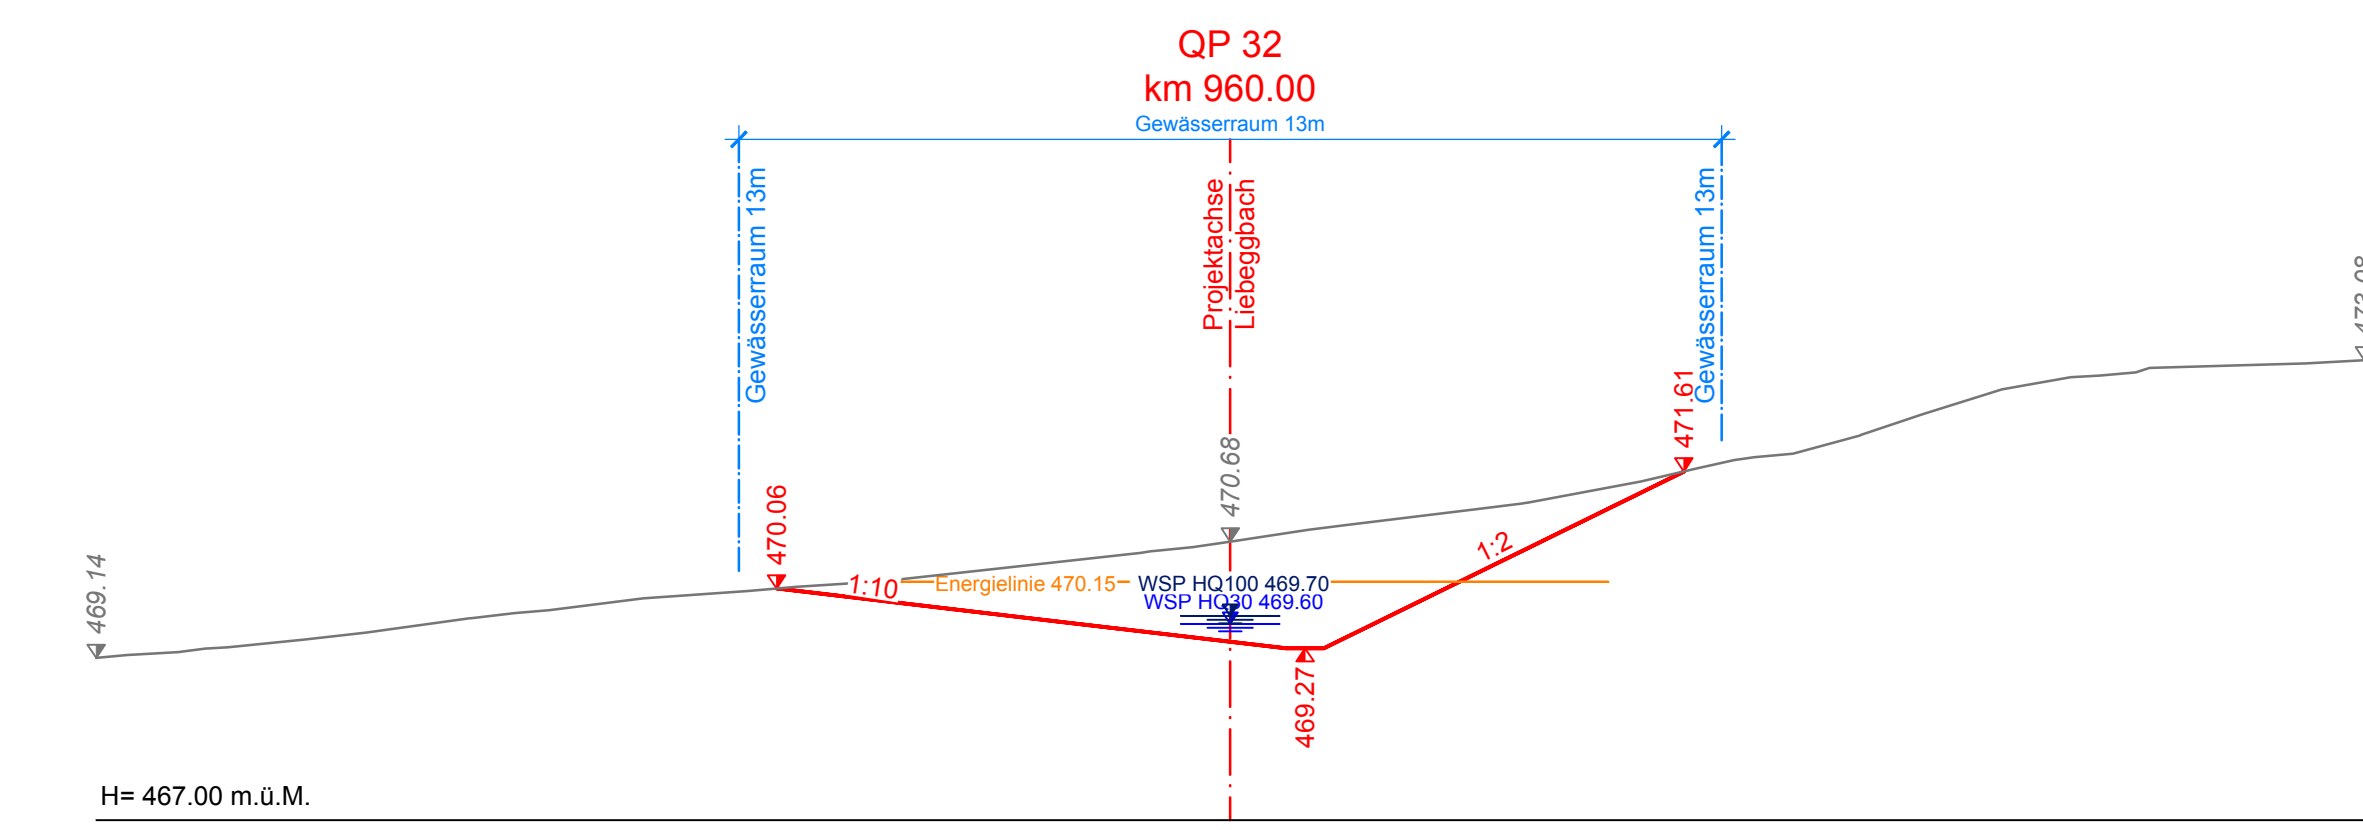 QP 32
km 960.00
Gewässerraum 13m
Gewässerraum 13m
Projektachse
Liebeggbach
Gewässerraum 13m
471.61
470.68
470.06
469.14
1:2
1:10
Energielinie 470.15
WSP HQ100 469.70
WSP HQ30 469.60
469.27
H= 467.00 m.ü.M.